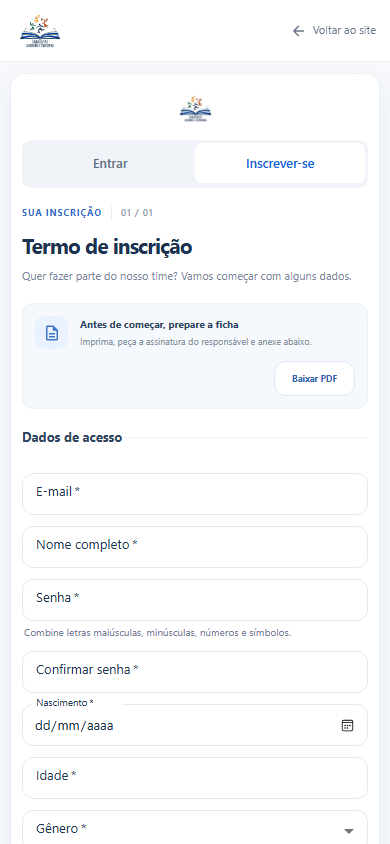 Voltar ao site
Entrar
Inscrever-se
SUA INSCRIÇÃO
01 / 01
Termo de inscrição
Quer fazer parte do nosso time? Vamos começar com alguns dados.
Antes de começar, prepare a ficha
Imprima, peça a assinatura do responsável e anexe abaixo.
Baixar PDF
Dados de acesso
E-mail *
Nome completo *
Senha *
Combine letras maiúsculas, minúsculas, números e símbolos.
Confirmar senha *
Nascimento *
dd/mm/aaaa
Idade *
Gênero *